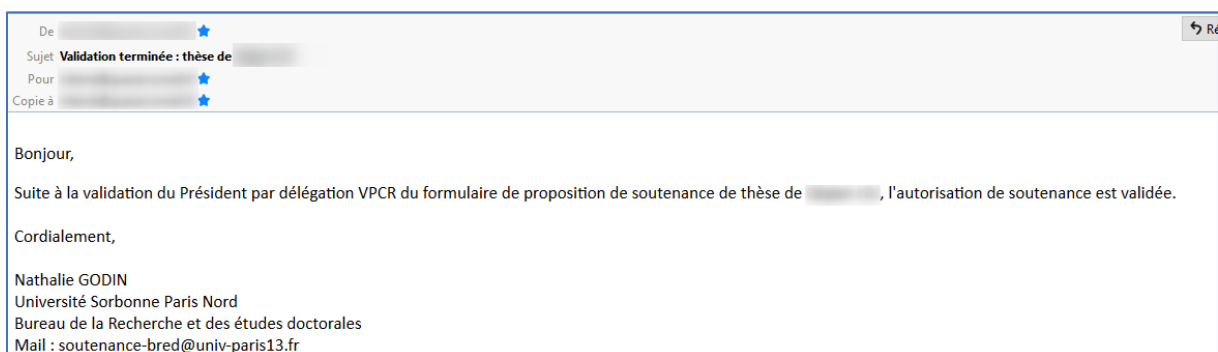 De
Ré
Sujet Validation terminée : thèse de
Pour
Copie à
Bonjour,
Suite à la validation du Président par délégation VPCR du formulaire de proposition de soutenance de thèse de , l'autorisation de soutenance est validée.
Cordialement,
Nathalie GODIN
Université Sorbonne Paris Nord
Bureau de la Recherche et des études doctorales
Mail : soutenance-bred@univ-paris13.fr